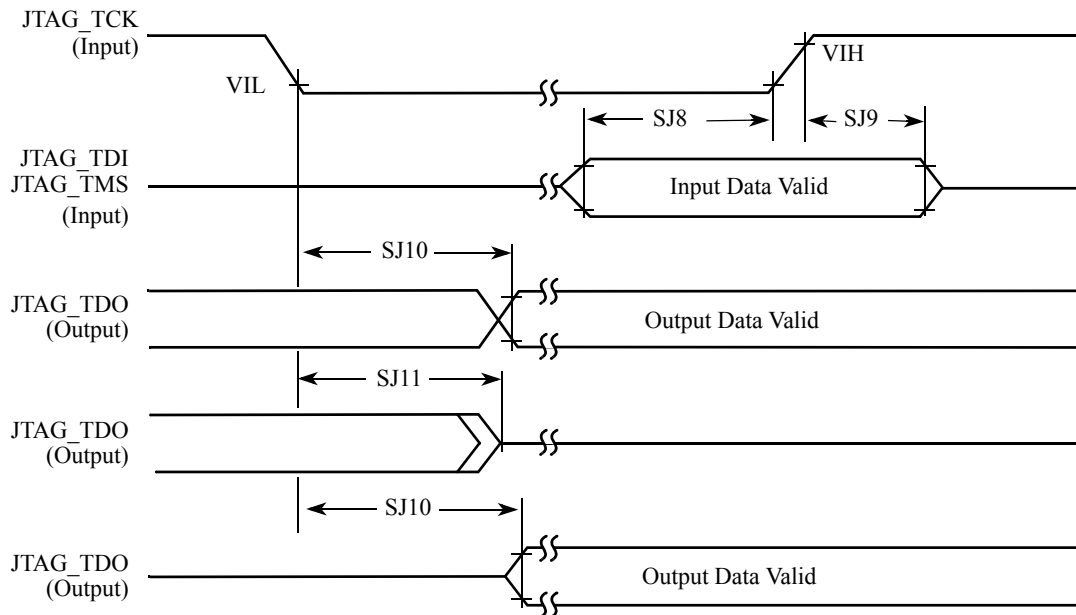 JTAG_TCK
(Input)
VIL
VIH
SJ8
SJ9
JTAG_TDI
JTAG_TMS
(Input)
Input Data Valid
SJ10
JTAG_TDO
(Output)
Output Data Valid
SJ11
JTAG_TDO
(Output)
SJ10
JTAG_TDO
(Output)
Output Data Valid